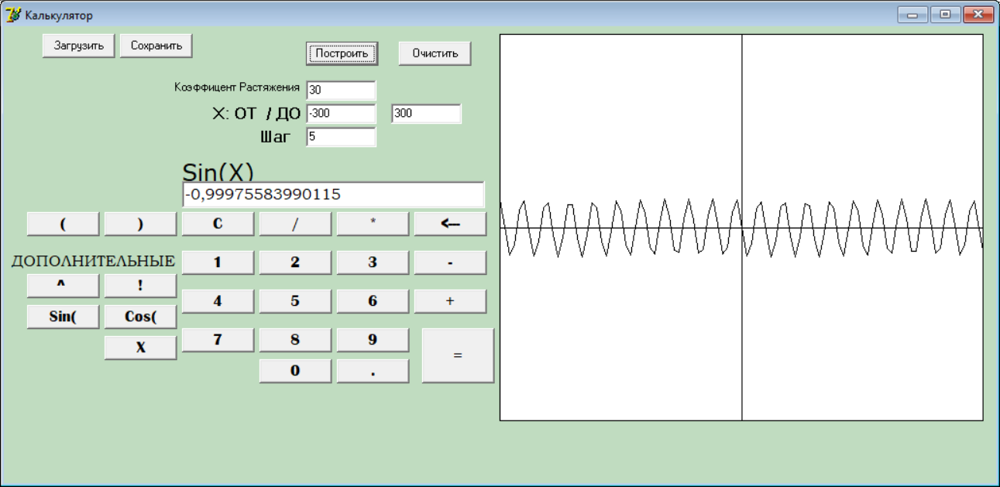 Калькулятор
Загрузить Сохранить
Построить Очистить
Коэффицент Растяжения 30
X: ОТ / ДО -300 300
Шаг 5
Sin(X)
-0,99975583990115
( ) C / * <--
ДОПОЛНИТЕЛЬНЫЕ 1 2 3 -
^ !
4 5 6 +
Sin( Cos(
X 7 8 9 =
0 .